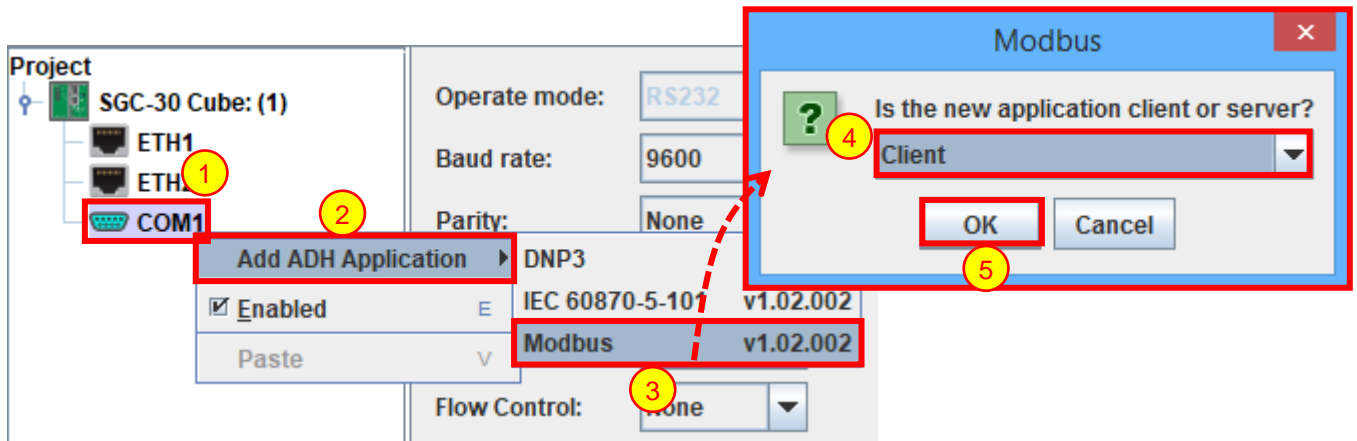 Project
SGC-30 Cube: (1)
ETH1
ETH2
1
COM1
2
Add ADH Application
Enabled E
Paste V
Operate mode: RS232
Baud rate: 9600
Parity: None
DNP3
IEC 60870-5-101 v1.02.002
Modbus v1.02.002
3
Flow Control: None
Modbus
×
?
Is the new application client or server?
4
Client
OK
Cancel
5